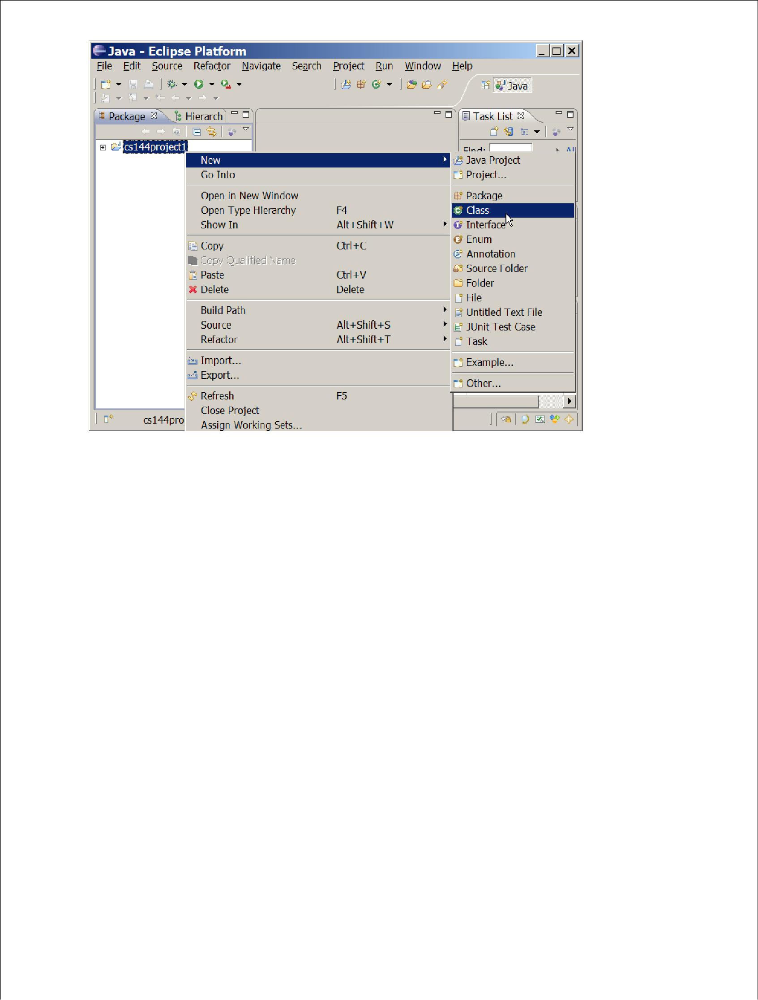 Java - Eclipse Platform
File Edit Source Refactor Navigate Search Project Run Window Help
Java
Package Hierarch Task List
cs144project1
Find: Al
New
Go Into
Open in New Window
Open Type Hierarchy F4
Show In Alt+Shift+W
Copy Ctrl+C
Copy Qualified Name
Paste Ctrl+V
Delete Delete
Build Path
Source Alt+Shift+S
Refactor Alt+Shift+T
Import...
Export...
Refresh F5
Close Project
Assign Working Sets...
Java Project
Project...
Package
Class
Interface
Enum
Annotation
Source Folder
Folder
File
Untitled Text File
JUnit Test Case
Task
Example...
Other...
cs144pro